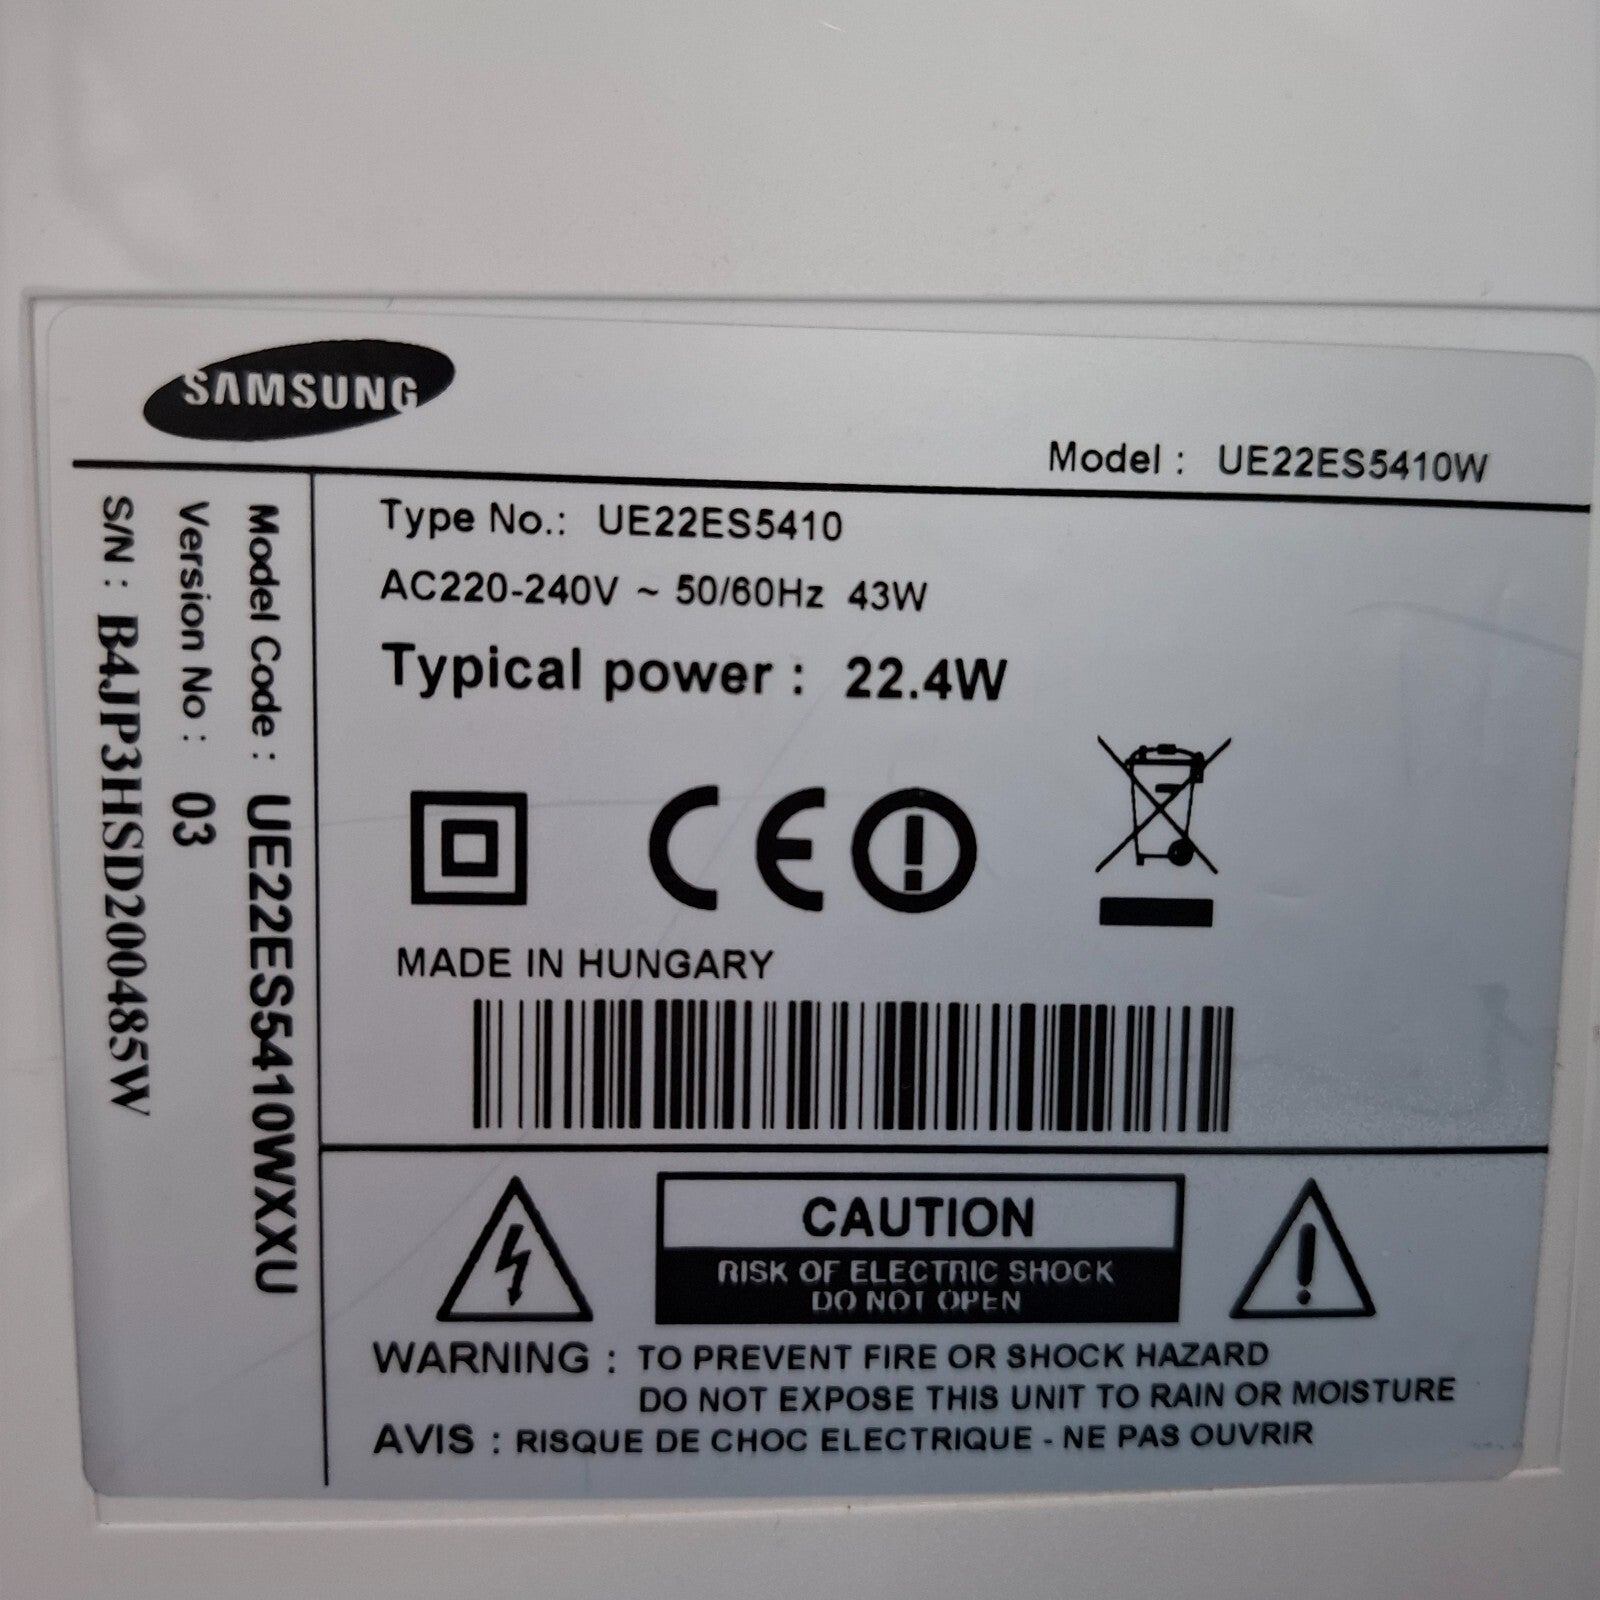 SAMSUNG
Model : UE22ES5410W
Type No.: UE22ES5410
AC220-240V ~ 50/60Hz 43W
Typical power : 22.4W
CE
MADE IN HUNGARY
Model Code : UE22ES5410WXXU
Version No : 03
S/N : B4JP3HSD200485W
CAUTION
RISK OF ELECTRIC SHOCK
DO NOT OPEN
WARNING : TO PREVENT FIRE OR SHOCK HAZARD
DO NOT EXPOSE THIS UNIT TO RAIN OR MOISTURE
AVIS : RISQUE DE CHOC ELECTRIQUE - NE PAS OUVRIR